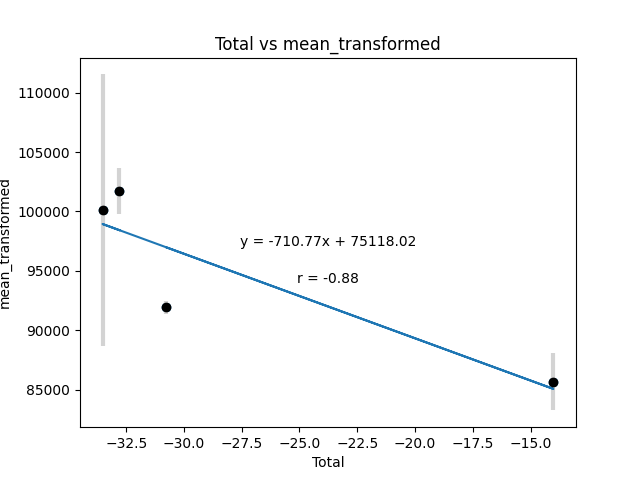 Total vs mean_transformed
mean_transformed
110000
105000
100000
95000
90000
85000
y = -710.77x + 75118.02
r = -0.88
−32.5 −30.0 −27.5 −25.0 −22.5 −20.0 −17.5 −15.0
Total